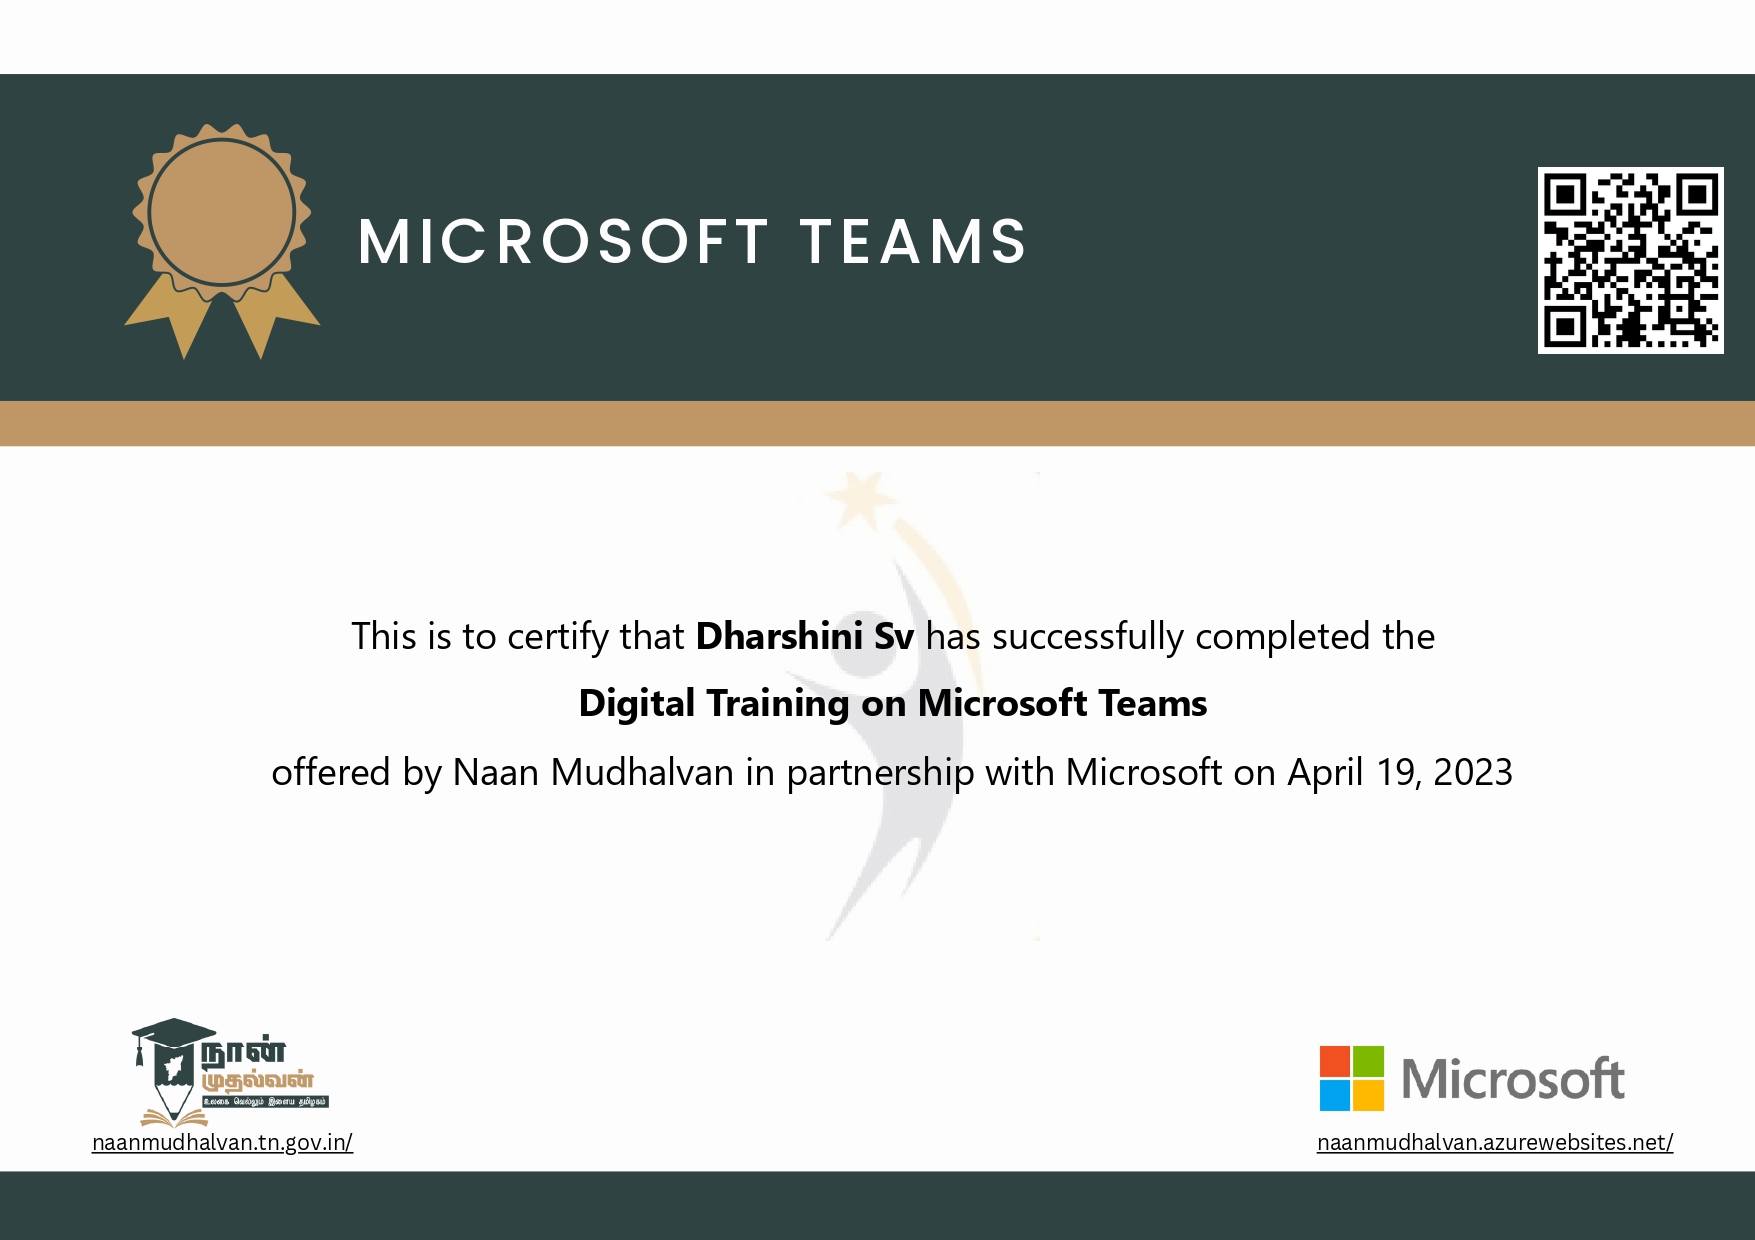 MICROSOFT TEAMS
This is to certify that Dharshini Sv has successfully completed the
Digital Training on Microsoft Teams
offered by Naan Mudhalvan in partnership with Microsoft on April 19, 2023
நான்
முதல்வன்
உலகை வெல்லும் இளைய தமிழகம்
naanmudhalvan.tn.gov.in/
Microsoft
naanmudhalvan.azurewebsites.net/